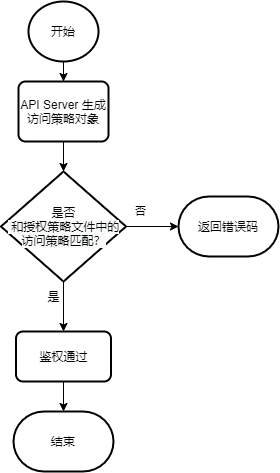 开始
API Server 生成
访问策略对象
是否
和授权策略文件中的
访问策略匹配？
否
返回错误码
是
鉴权通过
结束